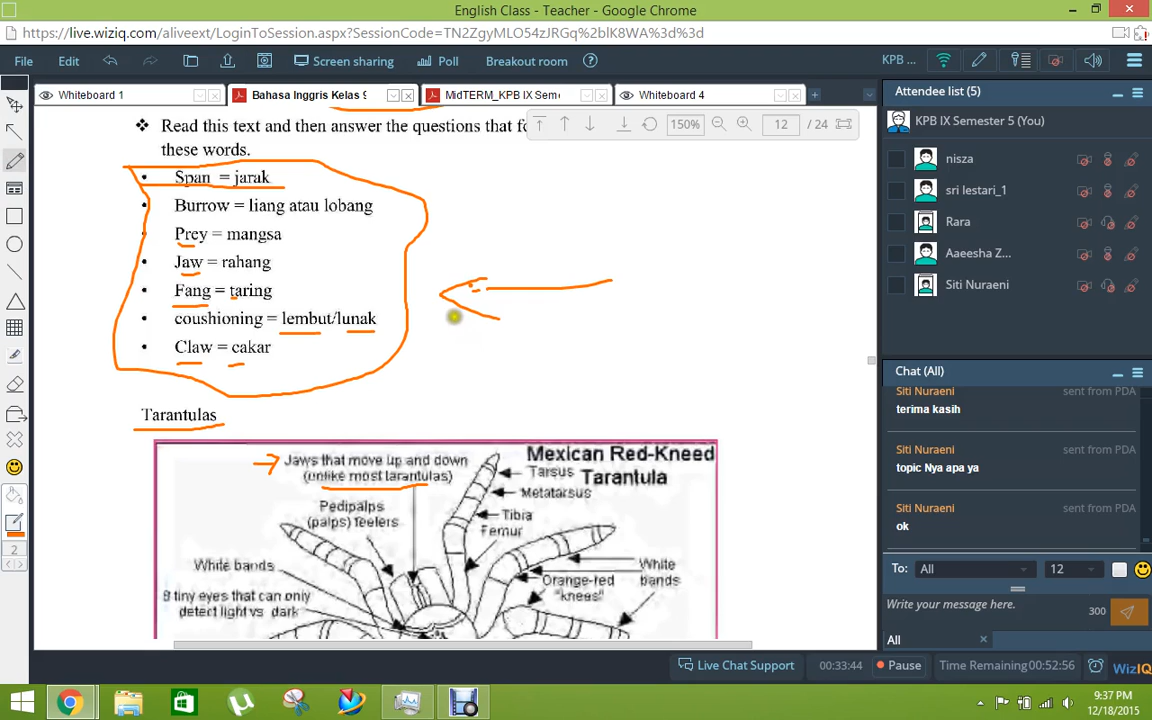 English Class - Teacher - Google Chrome
https://live.wiziq.com/aliveext/LoginToSession.aspx?SessionCode=TN2ZgyMLO54zJRGq%2blK8WA%3d%3d
File Edit Screen sharing Poll Breakout room ? KPB ...
Whiteboard 1 Bahasa Inggris Kelas 9 MidTERM_KPB IX Sem Whiteboard 4
Attendee list (5)
150% 12 / 24
KPB IX Semester 5 (You)
nisza
sri lestari_1
Rara
Aaeesha Z...
Siti Nuraeni
Read this text and then answer the questions that f
these words.
• Span = jarak
• Burrow = liang atau lobang
• Prey = mangsa
• Jaw = rahang
• Fang = taring
• coushioning = lembut/lunak
• Claw = cakar
Tarantulas
Mexican Red-Kneed
Tarantula
Jaws that move up and down
(unlike most tarantulas)
Tarsus
Metatarsus
Pedipalps
(palps) feelers
Tibia
Femur
White bands
White
bands
8 tiny eyes that can only
detect light vs dark
Orange-red
"knees"
Chat (All)
Siti Nuraeni sent from PDA
terima kasih
Siti Nuraeni sent from PDA
topic Nya apa ya
Siti Nuraeni sent from PDA
ok
To: All 12
Write your message here. 300
All
2
Live Chat Support 00:33:44 Pause Time Remaining 00:52:56 WizIQ
9:37 PM
12/18/2015